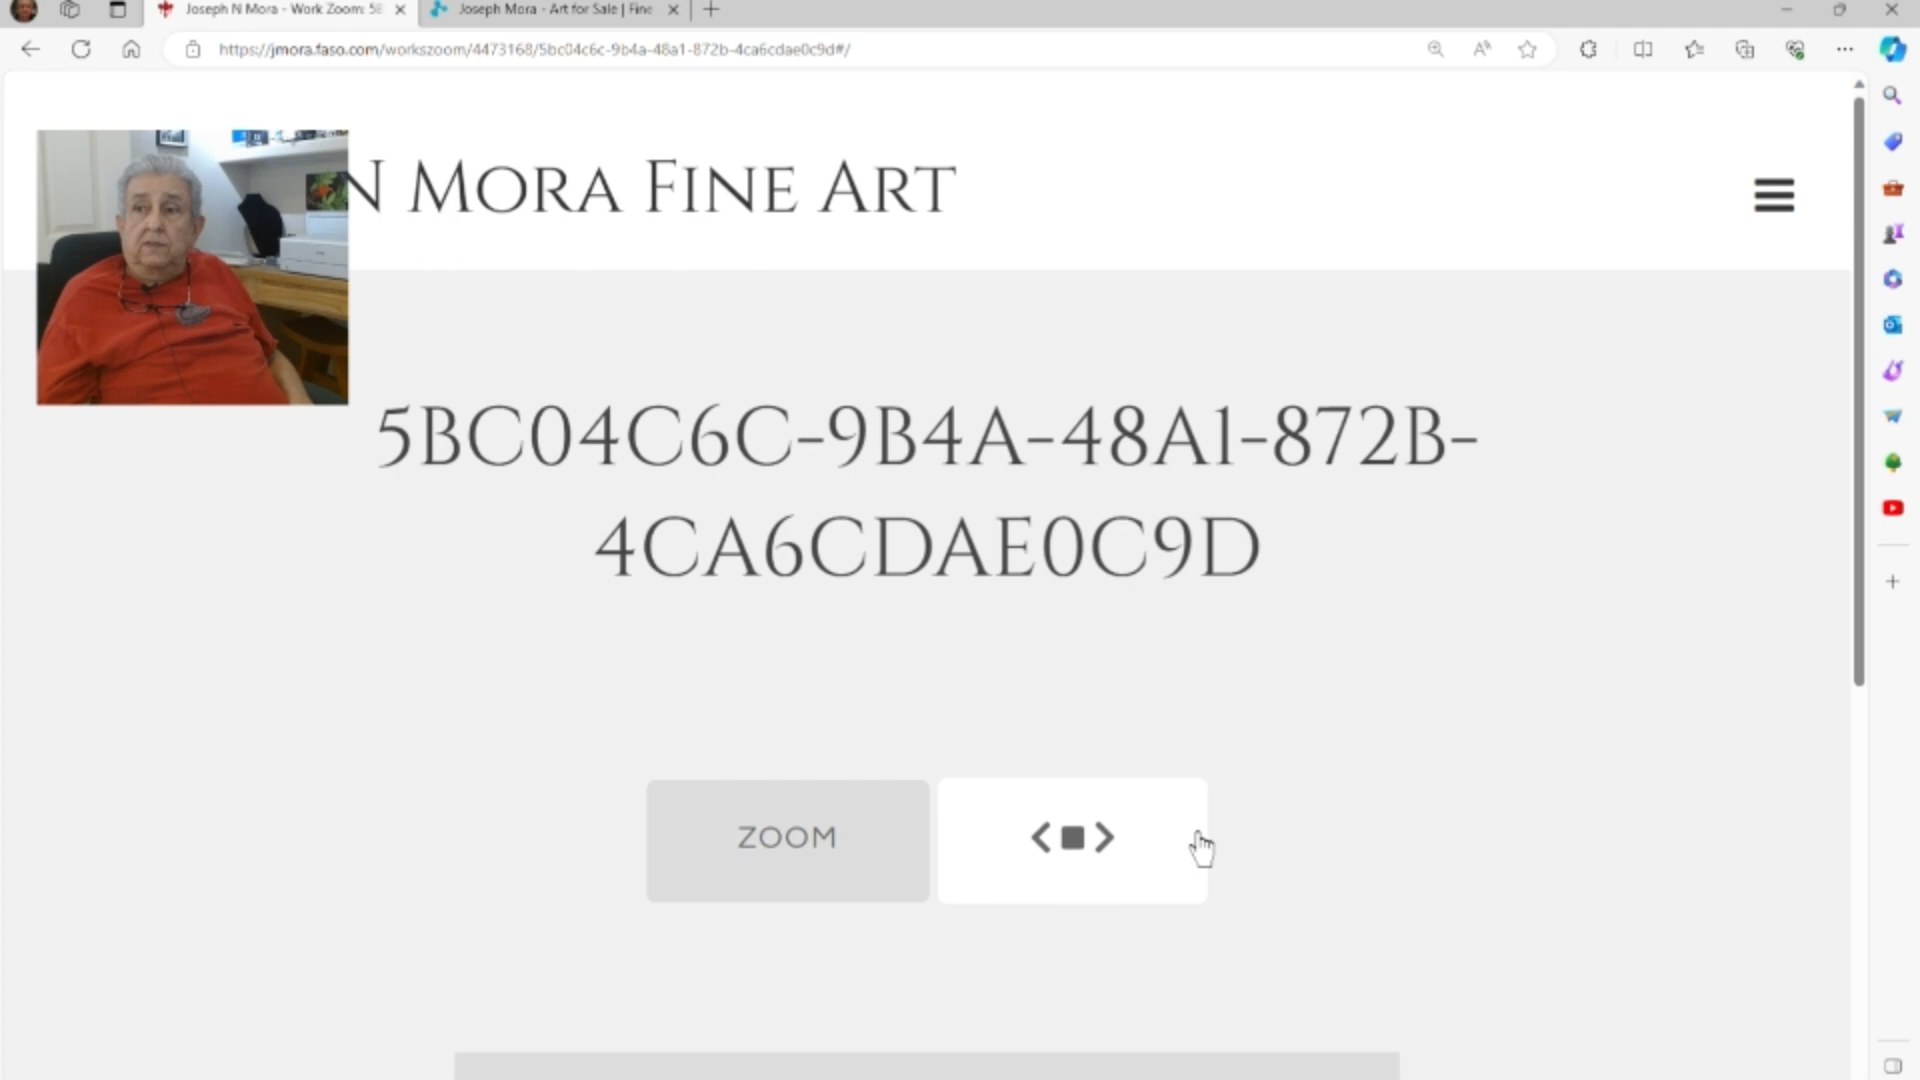 Joseph N Mora - Work Zoom: 5B
Joseph Mora - Art for Sale | Fine
https://jmora.faso.com/workszoom/4473168/5bc04c6c-9b4a-48a1-872b-4ca6cdae0c9d#/
N Mora Fine Art
5BC04C6C-9B4A-48A1-872B-
4CA6CDAE0C9D
ZOOM